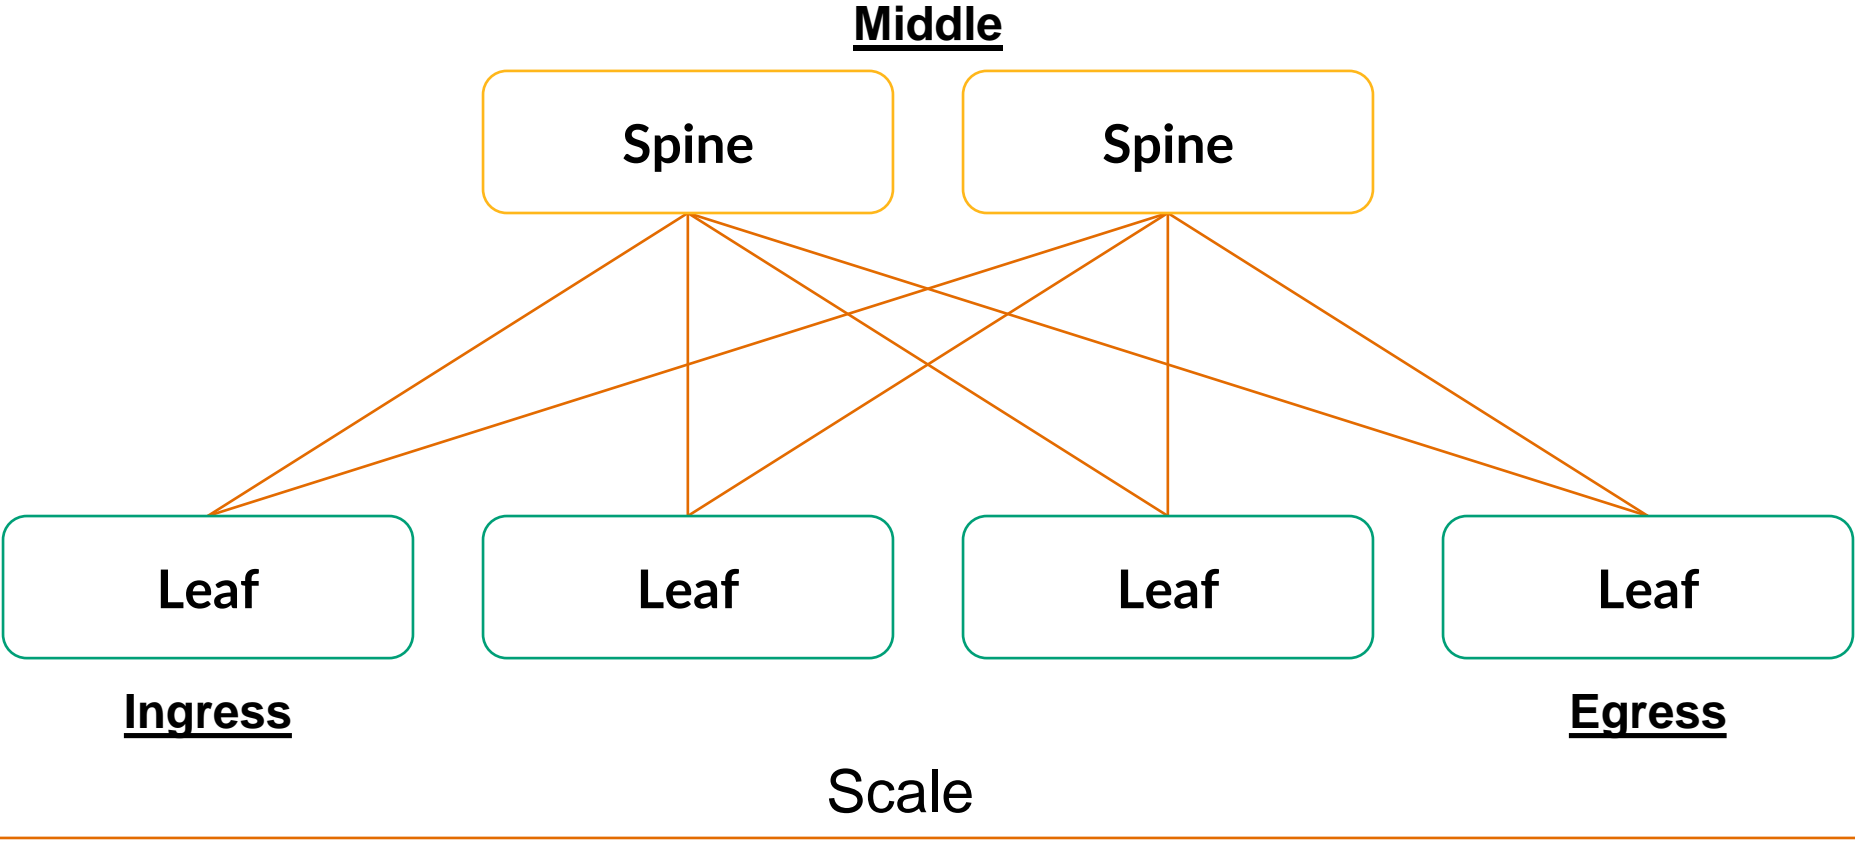 Middle
Spine Spine
Leaf Leaf Leaf Leaf
Ingress Egress
Scale